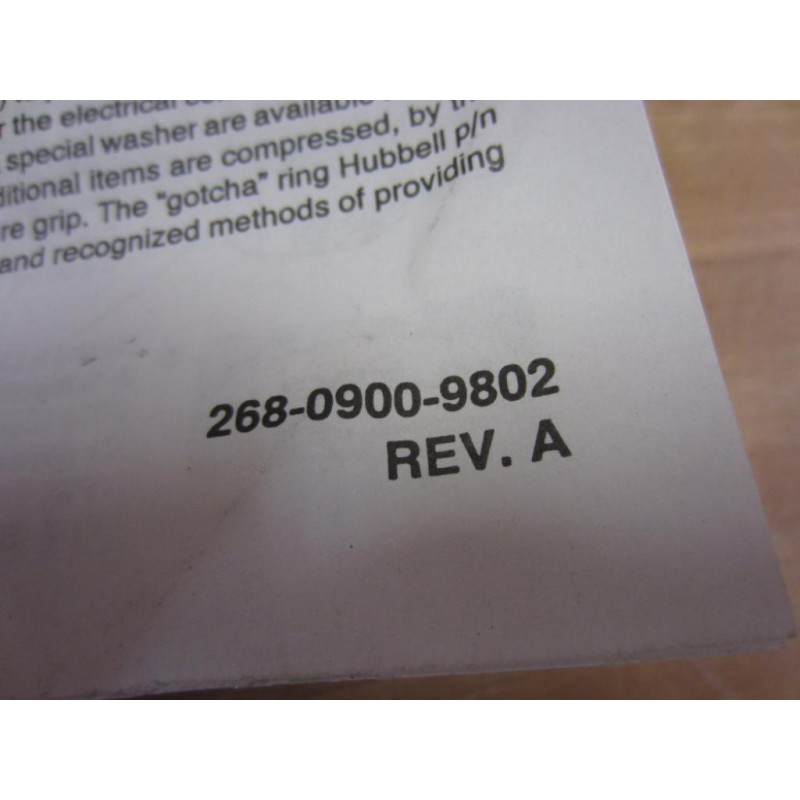 r the electrical
special washer are available
ditional items are compressed, by
re grip. The "gotcha" ring Hubbell p/n
and recognized methods of providing
268-0900-9802
REV. A